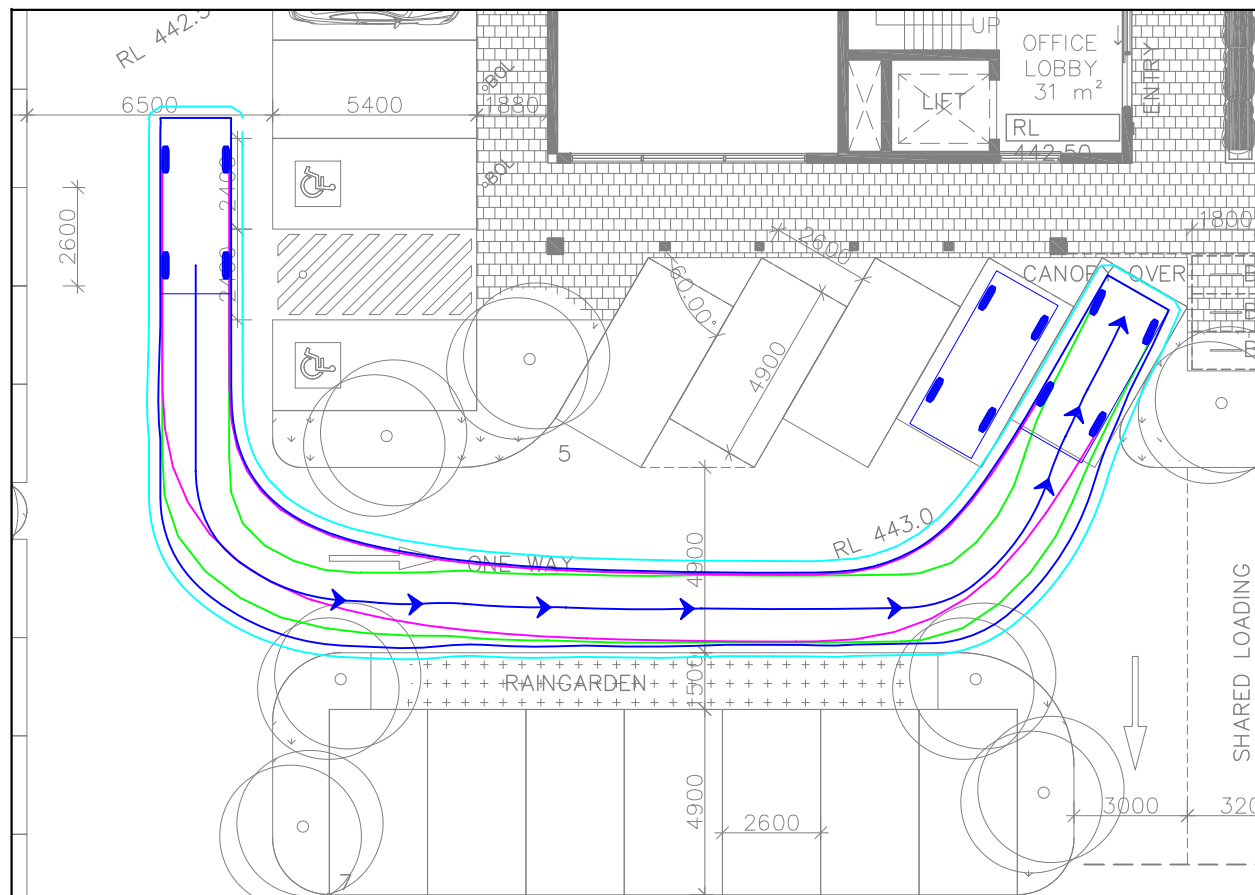 RL 442.5
UP
OFFICE
LOBBY
31 m²
ENTRY
LIFT
RL
442.50
6500
5400
1880
°BOL
°BOL
2400
2600
2600
1800
CANOPY OVER
60.00°
4900
5
RL 443.0
4900
ONE WAY
RAINGARDEN
1500
SHARED LOADING
4900
2600
3000
320
7